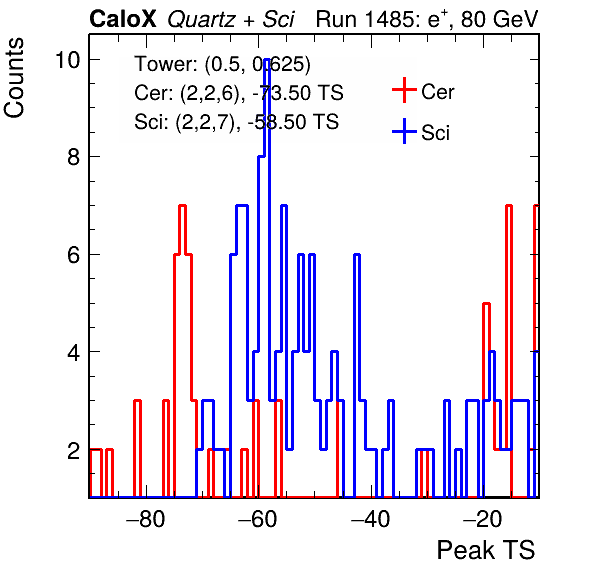 CaloX Quartz + Sci Run 1485: e⁺, 80 GeV
Counts
Tower: (0.5, 0.625)
Cer: (2,2,6), -73.50 TS
Sci: (2,2,7), -58.50 TS
Cer
Sci
10
8
6
4
2
−80 −60 −40 −20
Peak TS